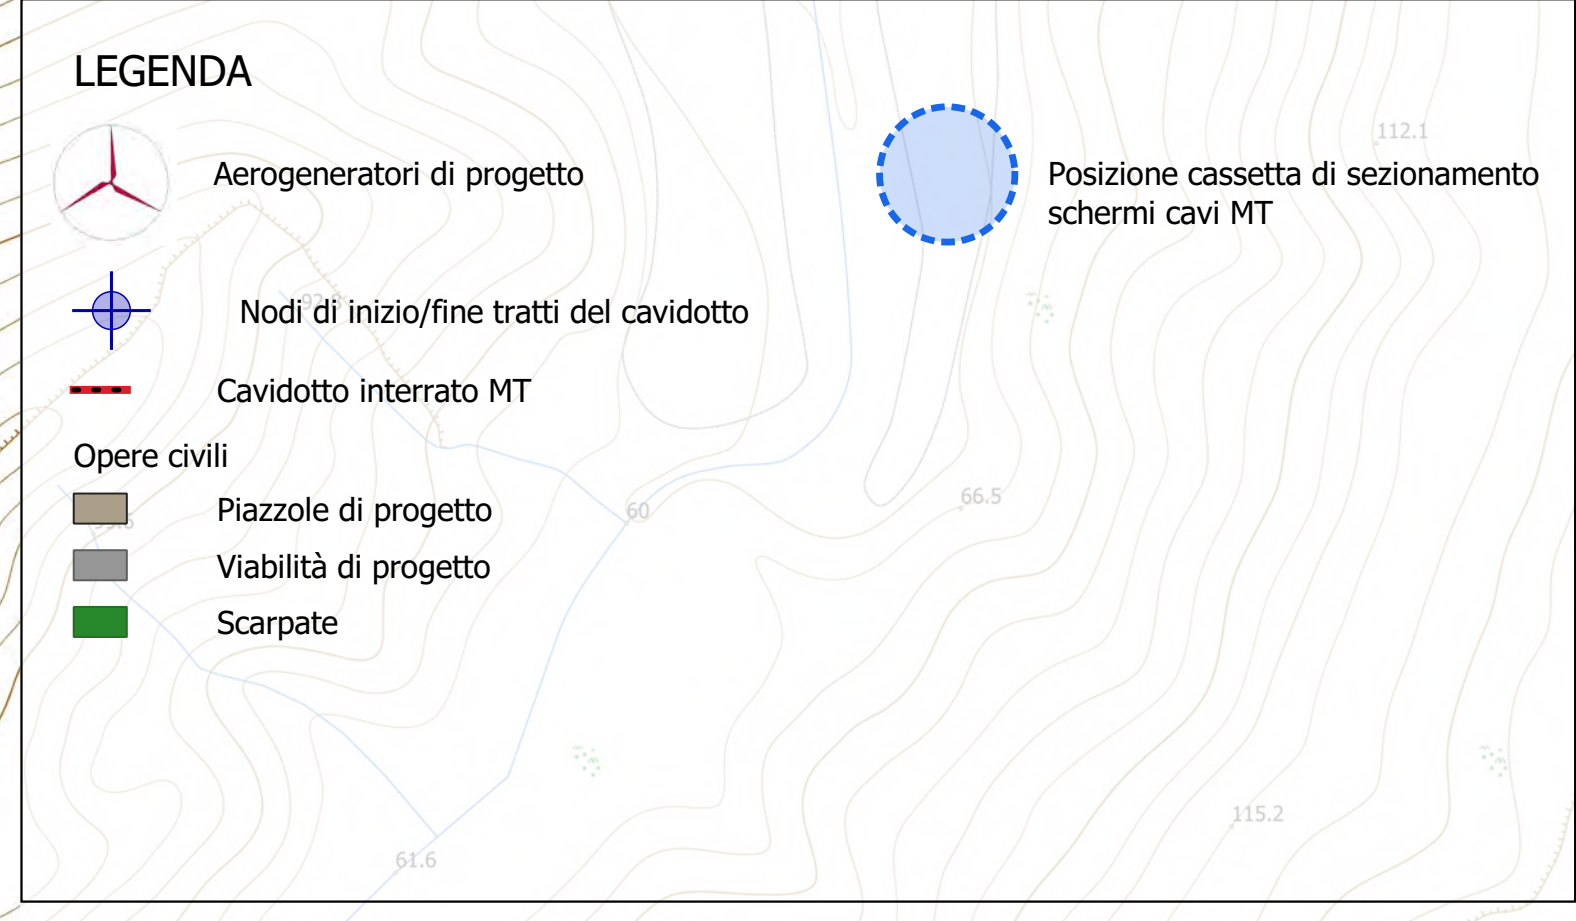 LEGENDA
112.1
Aerogeneratori di progetto
Posizione cassetta di sezionamento
schermi cavi MT
Nodi di inizio/fine tratti del cavidotto
Cavidotto interrato MT
Opere civili
Piazzole di progetto
60
66.5
Viabilità di progetto
Scarpate
115.2
61.6